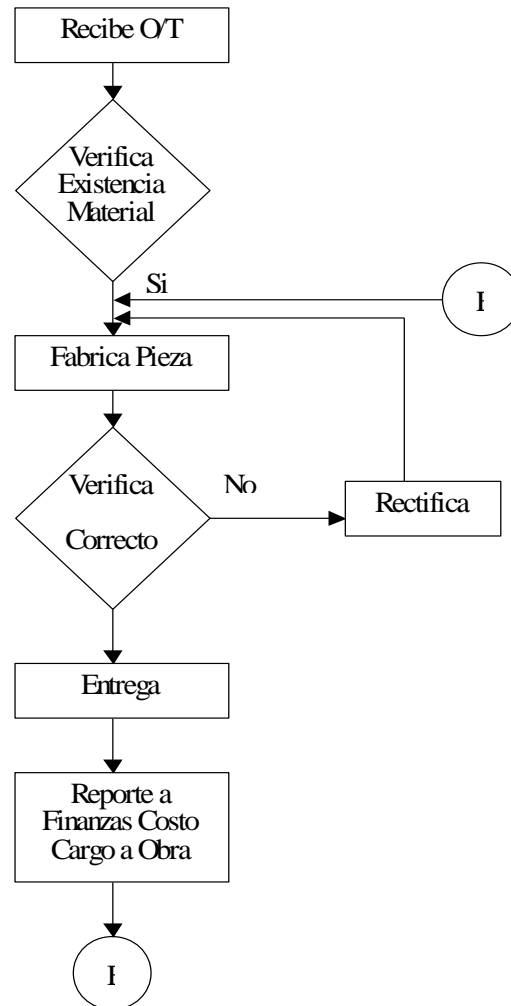 Recibe O/T
Verifica
Existencia
Material
Si
Fabrica Pieza
Verifica
No
Correcto
Rectifica
Entrega
Reporte a
Finanzas Costo
Cargo a Obra